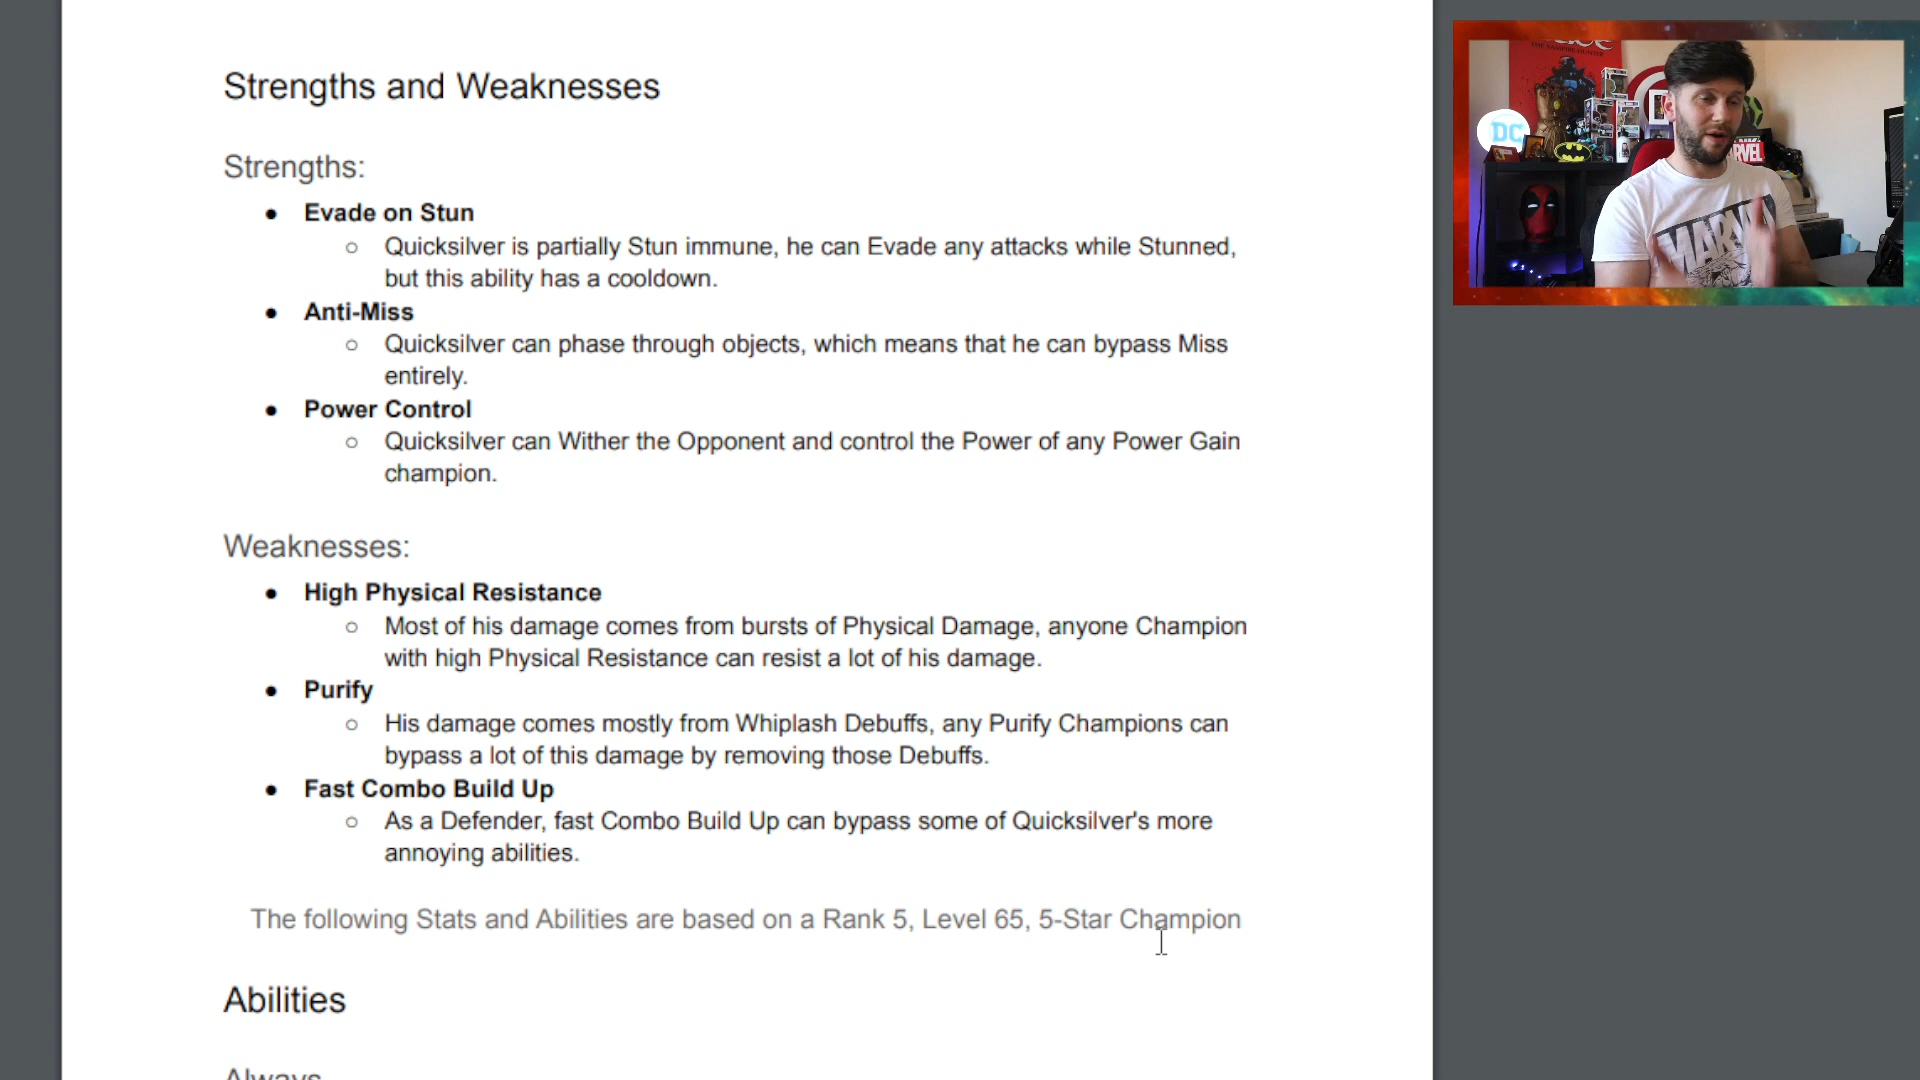 Strengths and Weaknesses
Strengths:
● Evade on Stun
○ Quicksilver is partially Stun immune, he can Evade any attacks while Stunned,
but this ability has a cooldown.
● Anti-Miss
○ Quicksilver can phase through objects, which means that he can bypass Miss
entirely.
● Power Control
○ Quicksilver can Wither the Opponent and control the Power of any Power Gain
champion.
Weaknesses:
● High Physical Resistance
○ Most of his damage comes from bursts of Physical Damage, anyone Champion
with high Physical Resistance can resist a lot of his damage.
● Purify
○ His damage comes mostly from Whiplash Debuffs, any Purify Champions can
bypass a lot of this damage by removing those Debuffs.
● Fast Combo Build Up
○ As a Defender, fast Combo Build Up can bypass some of Quicksilver's more
annoying abilities.
The following Stats and Abilities are based on a Rank 5, Level 65, 5-Star Champion
Abilities
Always
THE VAMPIRE HUNTER
DC